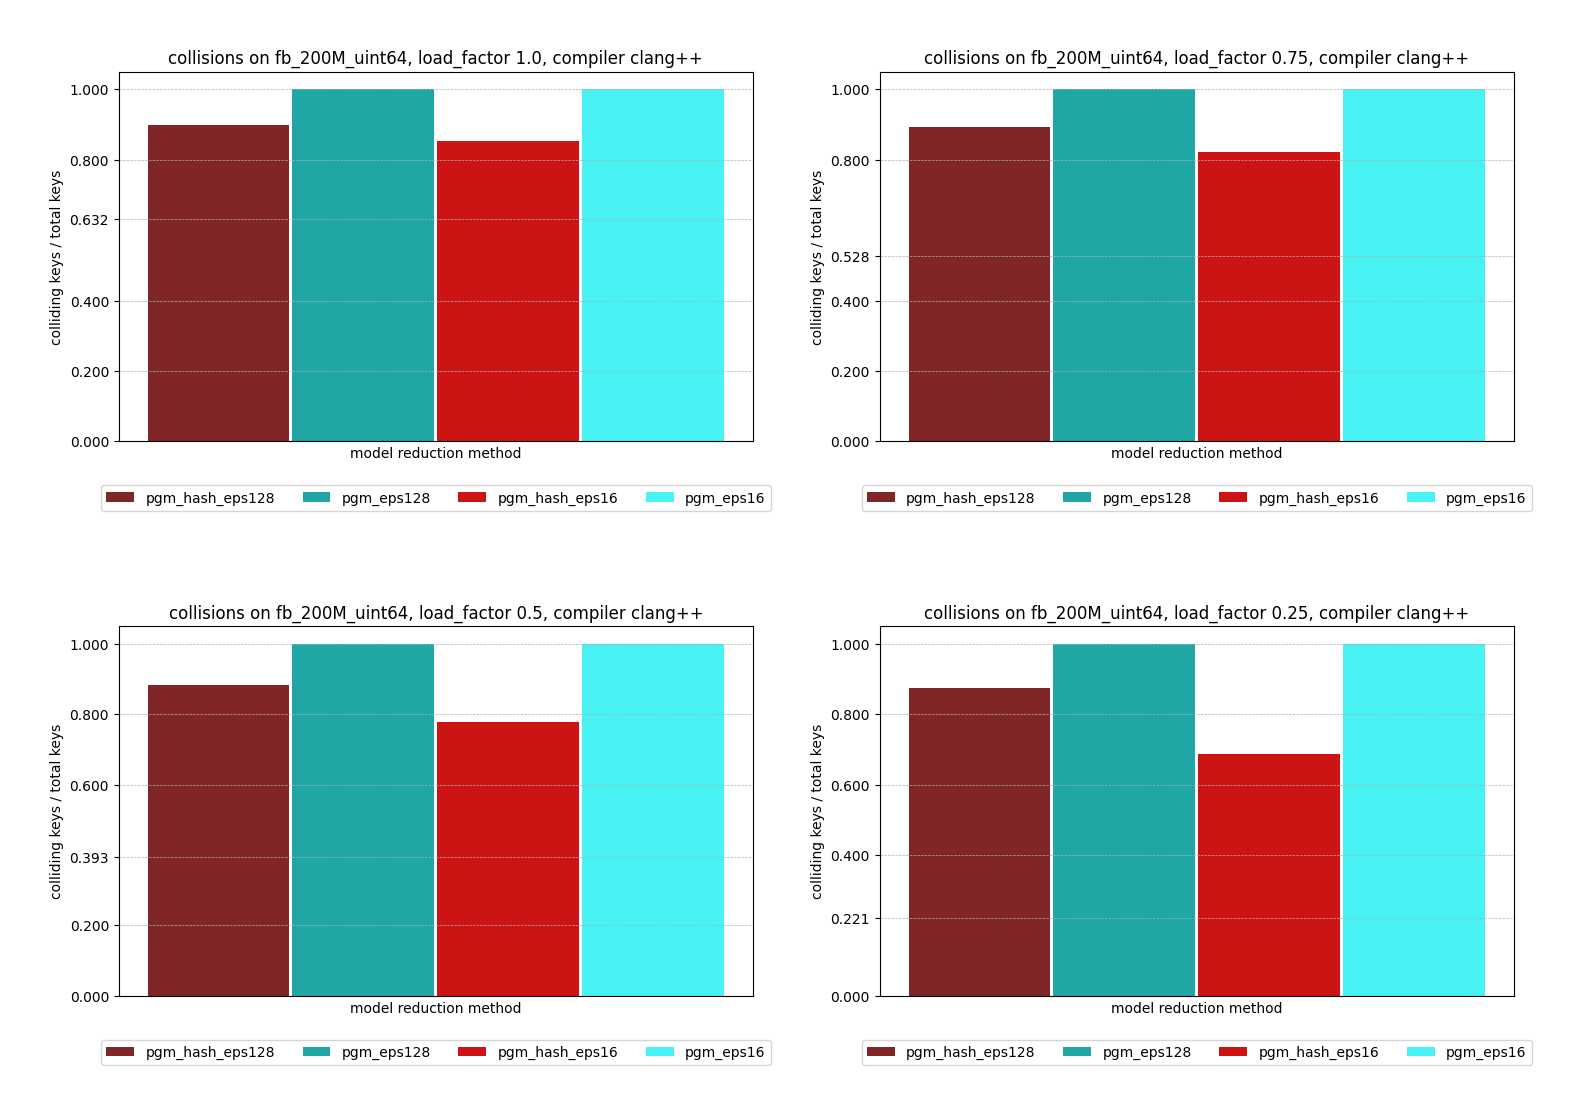 collisions on fb_200M_uint64, load_factor 1.0, compiler clang++
colliding keys / total keys
1.000
0.800
0.632
0.400
0.200
0.000
model reduction method
pgm_hash_eps128 pgm_eps128 pgm_hash_eps16 pgm_eps16
collisions on fb_200M_uint64, load_factor 0.75, compiler clang++
colliding keys / total keys
1.000
0.800
0.528
0.400
0.200
0.000
model reduction method
pgm_hash_eps128 pgm_eps128 pgm_hash_eps16 pgm_eps16
collisions on fb_200M_uint64, load_factor 0.5, compiler clang++
colliding keys / total keys
1.000
0.800
0.600
0.393
0.200
0.000
model reduction method
pgm_hash_eps128 pgm_eps128 pgm_hash_eps16 pgm_eps16
collisions on fb_200M_uint64, load_factor 0.25, compiler clang++
colliding keys / total keys
1.000
0.800
0.600
0.400
0.221
0.000
model reduction method
pgm_hash_eps128 pgm_eps128 pgm_hash_eps16 pgm_eps16